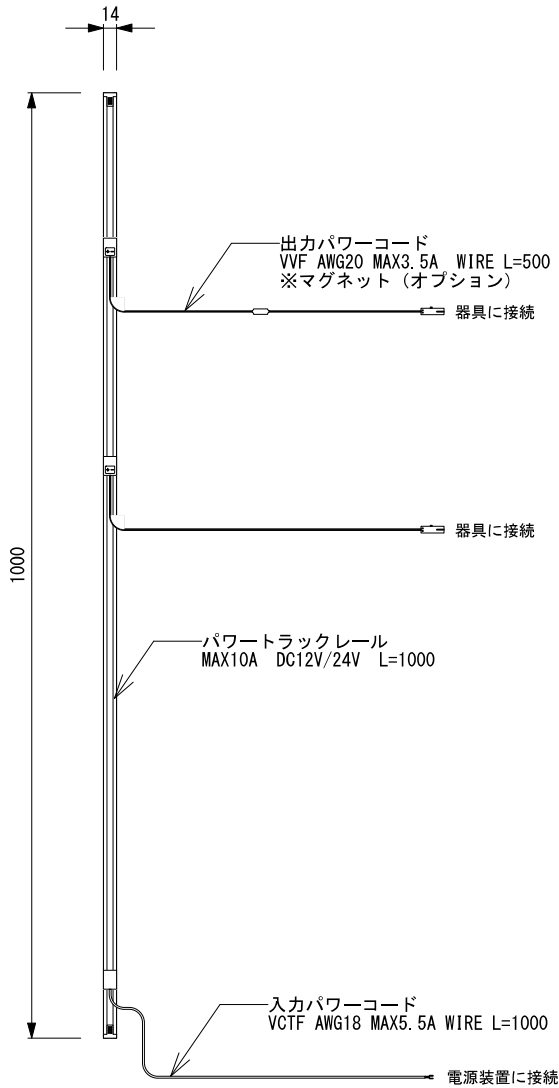 14
出力パワーコード
VVF AWG20 MAX3.5A WIRE L=500
※マグネット（オプション）
器具に接続
器具に接続
1000
パワートラックレール
MAX10A DC12V/24V L=1000
入力パワーコード
VCTF AWG18 MAX5.5A WIRE L=1000
電源装置に接続